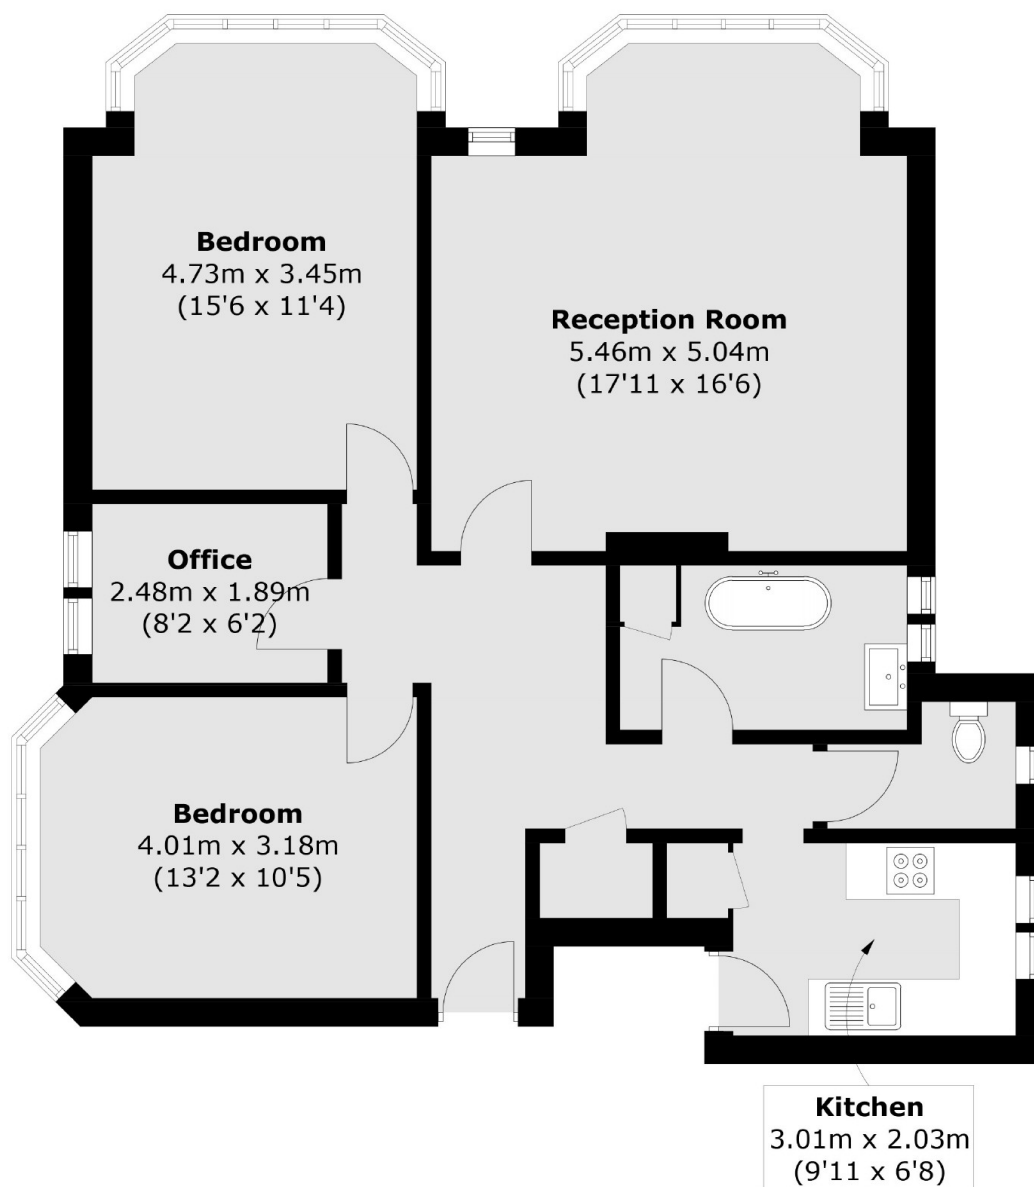 Bedroom
4.73m x 3.45m
(15'6 x 11'4)
Reception Room
5.46m x 5.04m
(17'11 x 16'6)
Office
2.48m x 1.89m
(8'2 x 6'2)
Bedroom
4.01m x 3.18m
(13'2 x 10'5)
Kitchen
3.01m x 2.03m
(9'11 x 6'8)